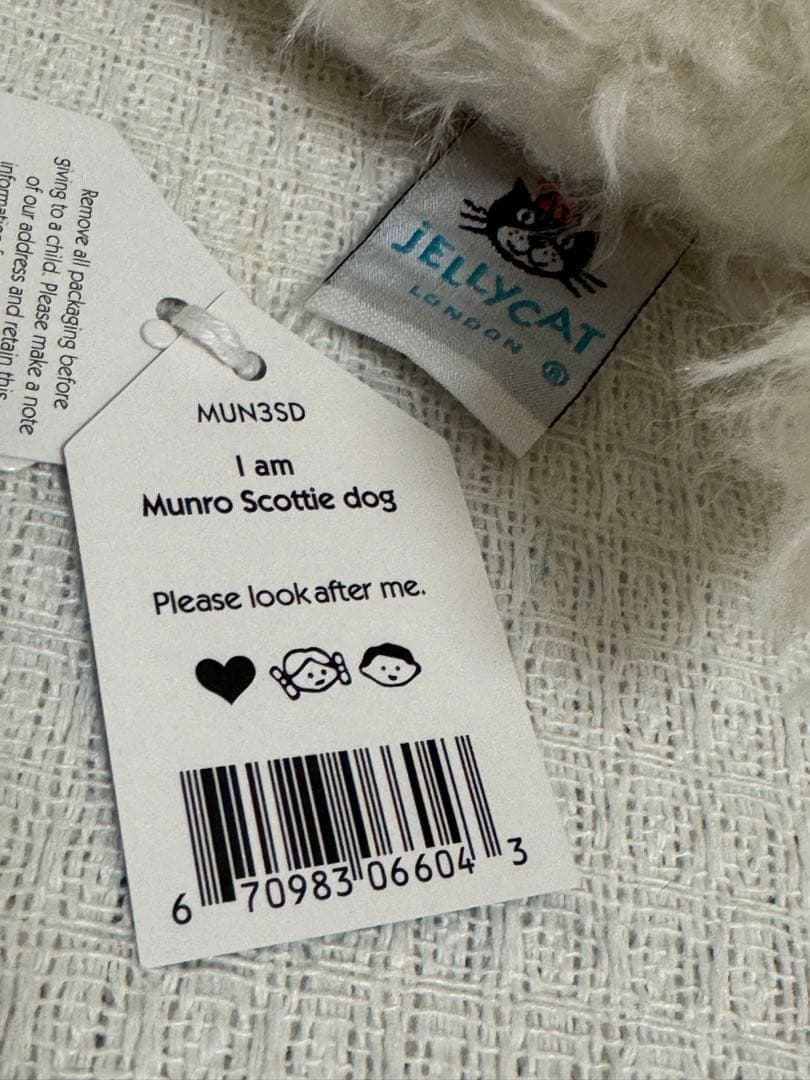 Remove all packaging before
giving to a child. Please make a note
of our address and retain this
JELLYCAT
LONDON
®
MUN3SD
I am
Munro Scottie dog
Please look after me.
6 70983 06604 3